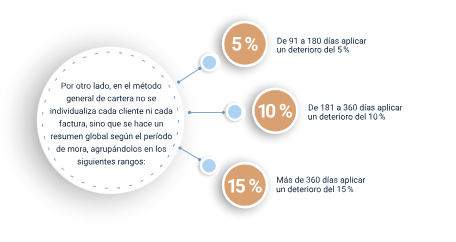 Por otro lado, en el método
general de cartera no se
individualiza cada cliente ni cada
factura, sino que se hace un
resumen global según el período
de mora, agrupándolos en los
siguientes rangos:
5 %
De 91 a 180 días aplicar
un deterioro del 5 %
10 %
De 181 a 360 días aplicar
un deterioro del 10 %
15 %
Más de 360 días aplicar
un deterioro del 15 %